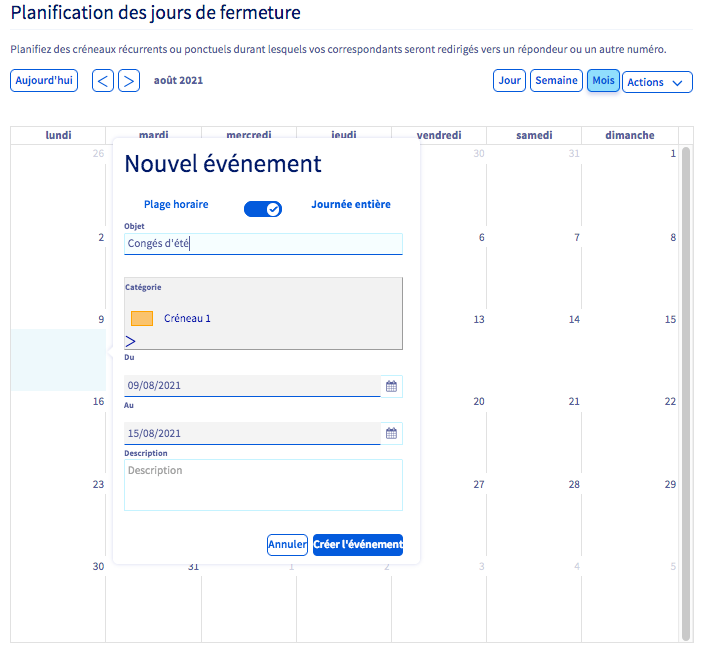 Planification des jours de fermeture
Planifiez des créneaux récurrents ou ponctuels durant lesquels vos correspondants seront redirigés vers un répondeur ou un autre numéro.
Aujourd'hui < > août 2021 Jour Semaine Mois Actions
lundi mardi mercredi jeudi vendredi samedi dimanche
26 30 31 1
Nouvel événement
Plage horaire Journée entière
Objet
2 Congés d'été 6 7 8
Catégorie
9 Créneau 1 13 14 15
>
Du
09/08/2021
16 Au 20 21 22
15/08/2021
Description
Description
23 27 28 29
Annuler Créer l'événement
30 31 1 2 3 4 5